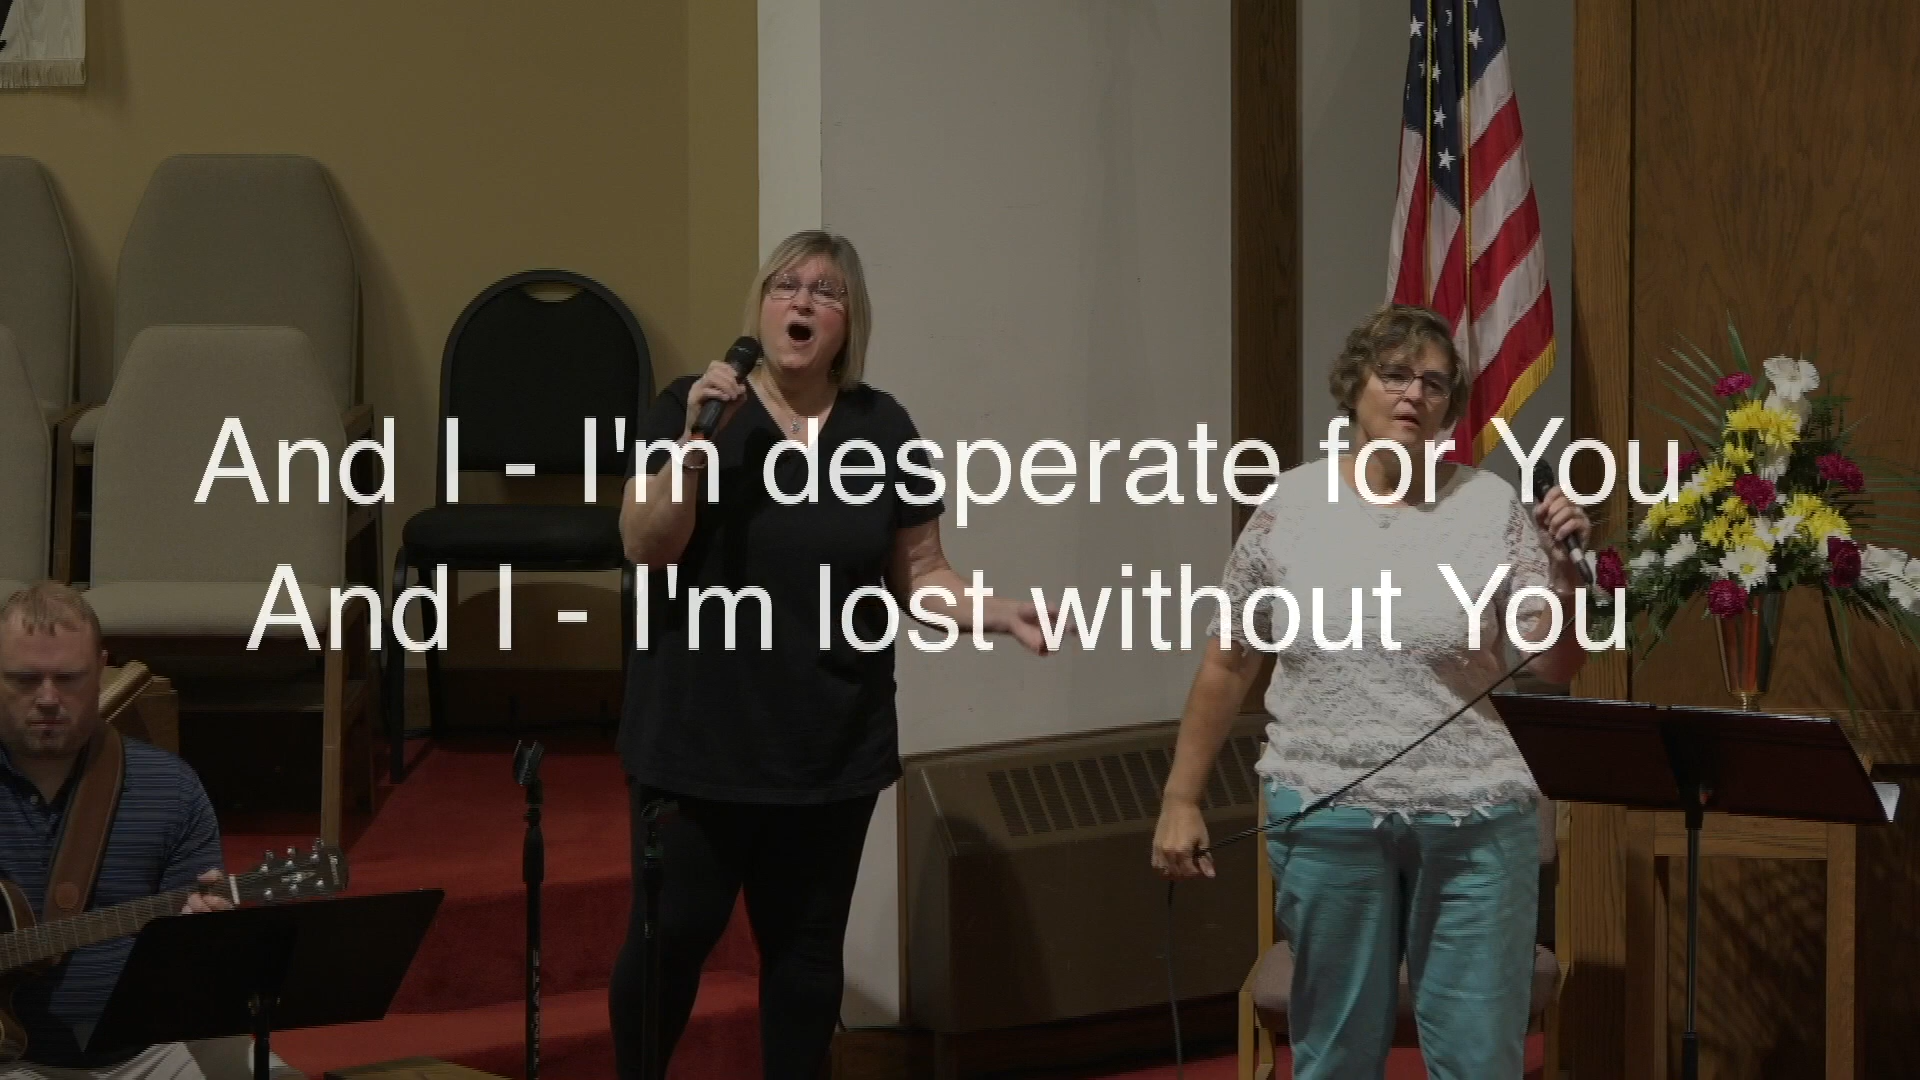 And I - I'm desperate for You
And I - I'm lost without You